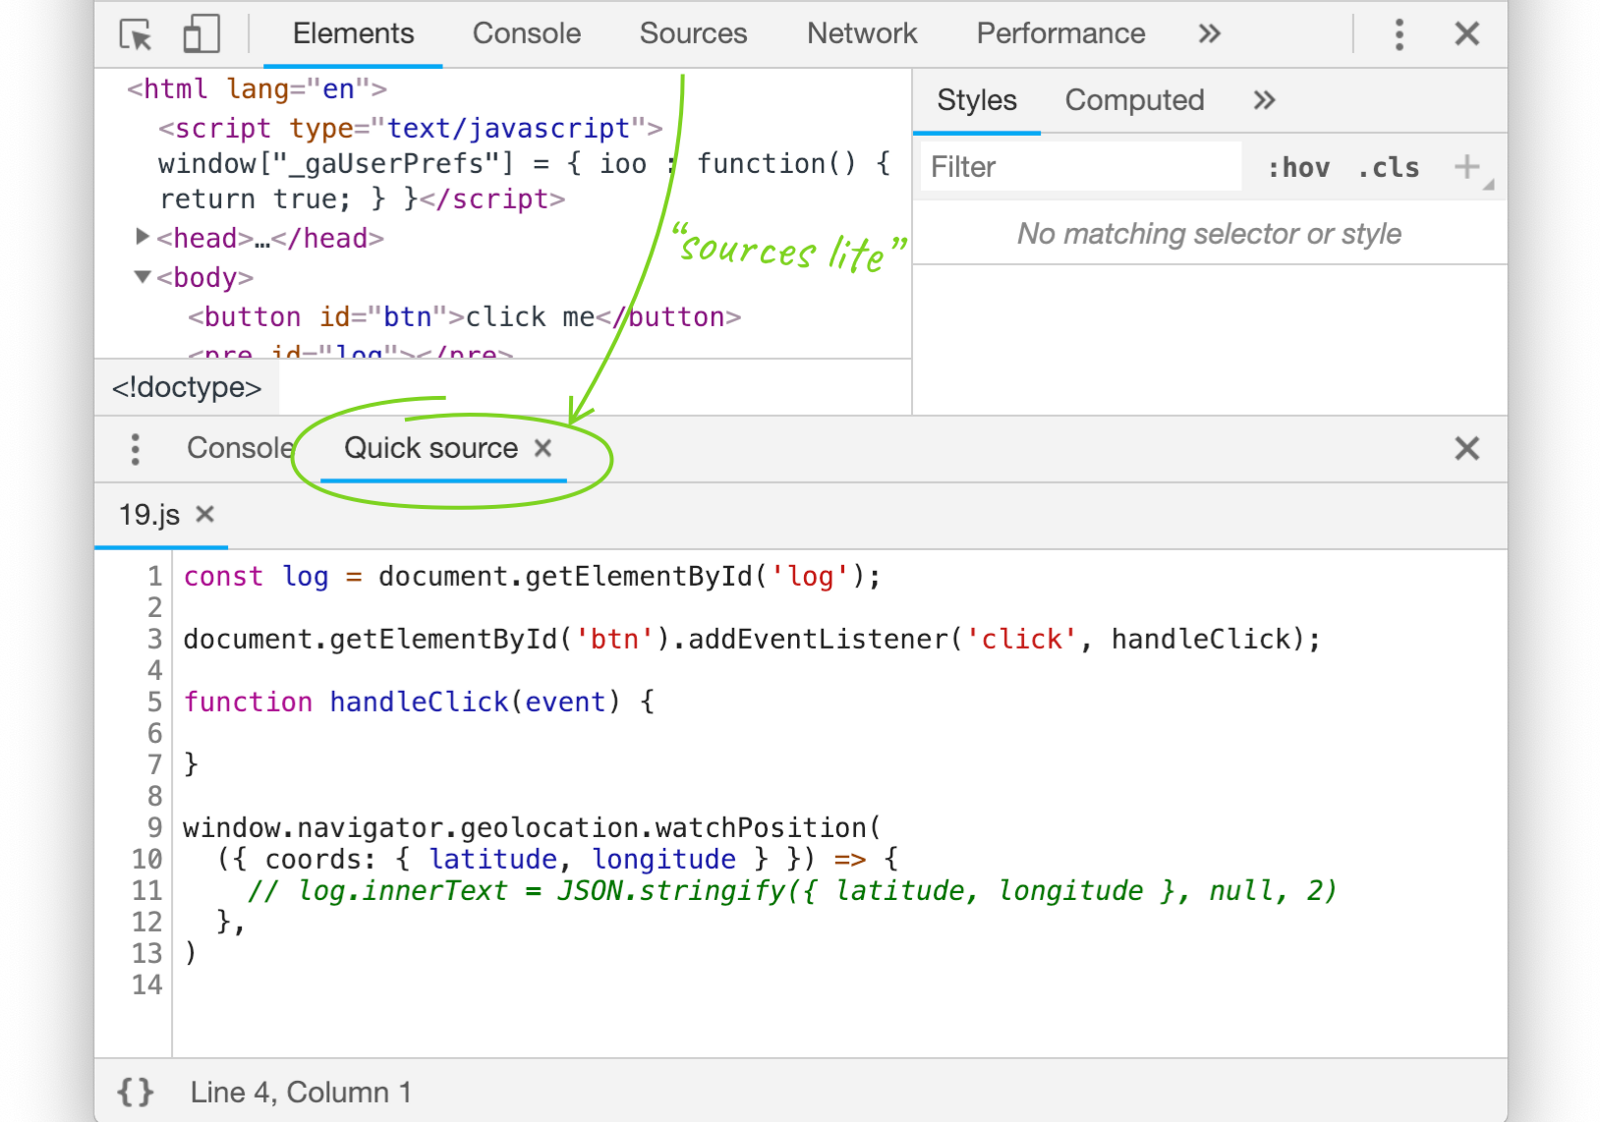 Elements Console Sources Network Performance »
<html lang="en">
<script type="text/javascript">
window["_gaUserPrefs"] = { ioo : function() {
return true; } }</script>
<head>…</head>
<body>
<button id="btn">click me</button>
<pre id="log"></pre>
<!doctype>
Styles Computed »
Filter :hov .cls +
No matching selector or style
“sources lite”
Console Quick source ×
19.js ×
1 const log = document.getElementById('log');
2
3 document.getElementById('btn').addEventListener('click', handleClick);
4
5 function handleClick(event) {
6
7 }
8
9 window.navigator.geolocation.watchPosition(
10 ({ coords: { latitude, longitude } }) => {
11 // log.innerText = JSON.stringify({ latitude, longitude }, null, 2)
12 },
13 )
14
{} Line 4, Column 1